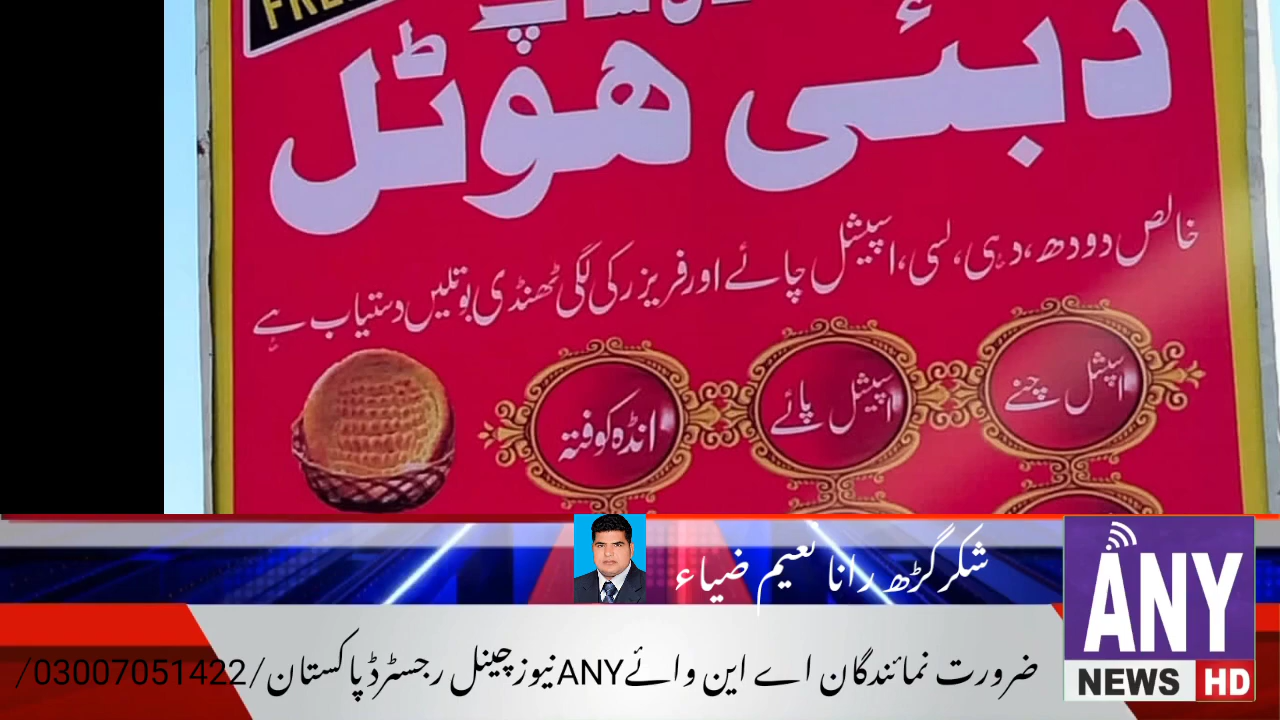 دبئی ہوٹل
خالص دودھ، دہی، لسی، اسپیشل چائے اور فریزر کی لگی ٹھنڈی بوتلیں دستیاب ہے
اسپیشل چنے
اسپیشل پائے
انڈہ کوفتہ
شکرگڑھ رانا نعیم ضیاء
ضرورت نمائندگان اے این وائے ANY نیوز چینل رجسٹرڈ پاکستان/03007051422/
ANY
NEWS HD